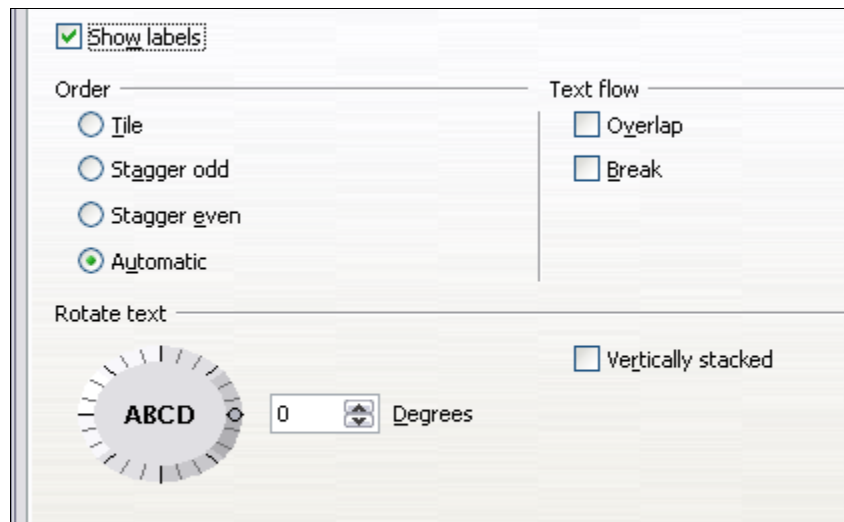 Show labels
Order
Text flow
Tile
Overlap
Stagger odd
Break
Stagger even
Automatic
Rotate text
Vertically stacked
ABCD
0
Degrees